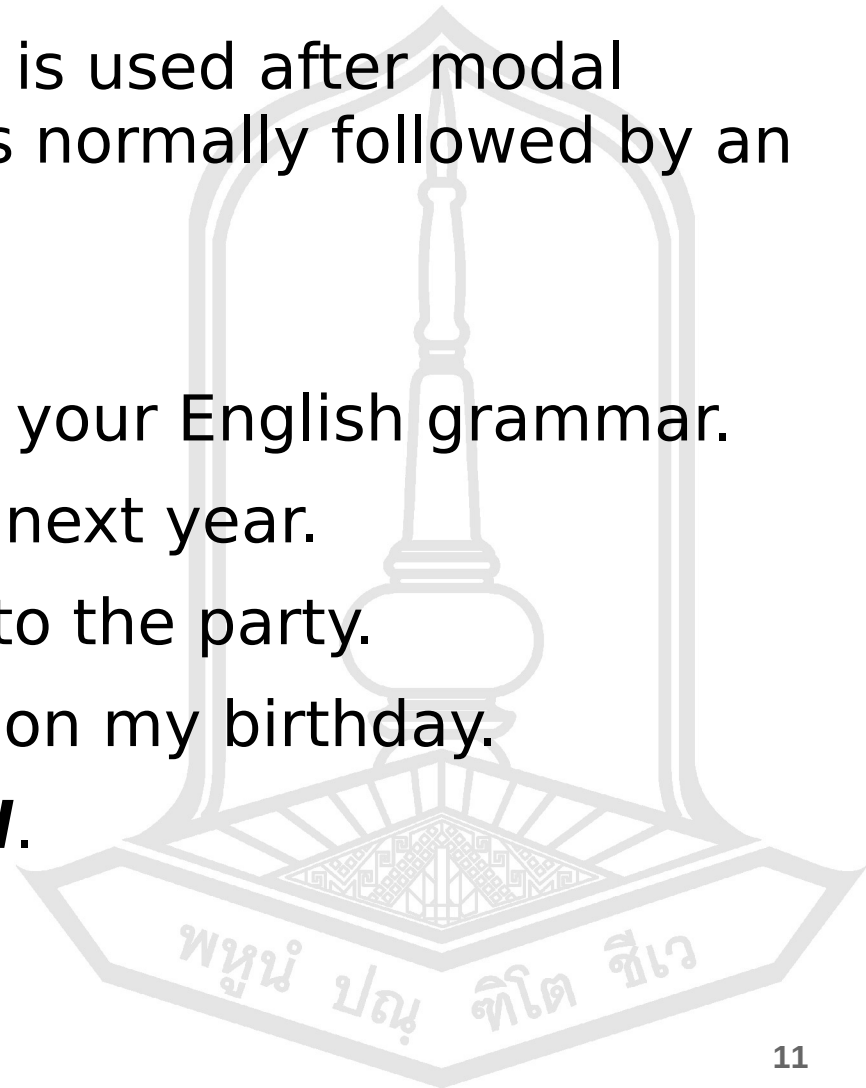 is used after modal
s normally followed by an
your English grammar.
next year.
to the party.
on my birthday.
.
พหูนํ ปณฺฑิโต ชีเว
11